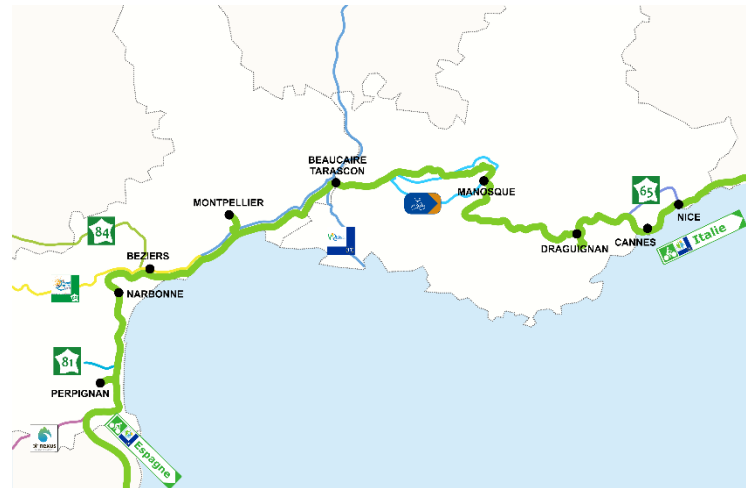 BEAUCAIRE
TARASCON
MANOSQUE
65
MONTPELLIER
NICE
84
CANNES
Italie
DRAGUIGNAN
BEZIERS
NARBONNE
81
PERPIGNAN
Espagne